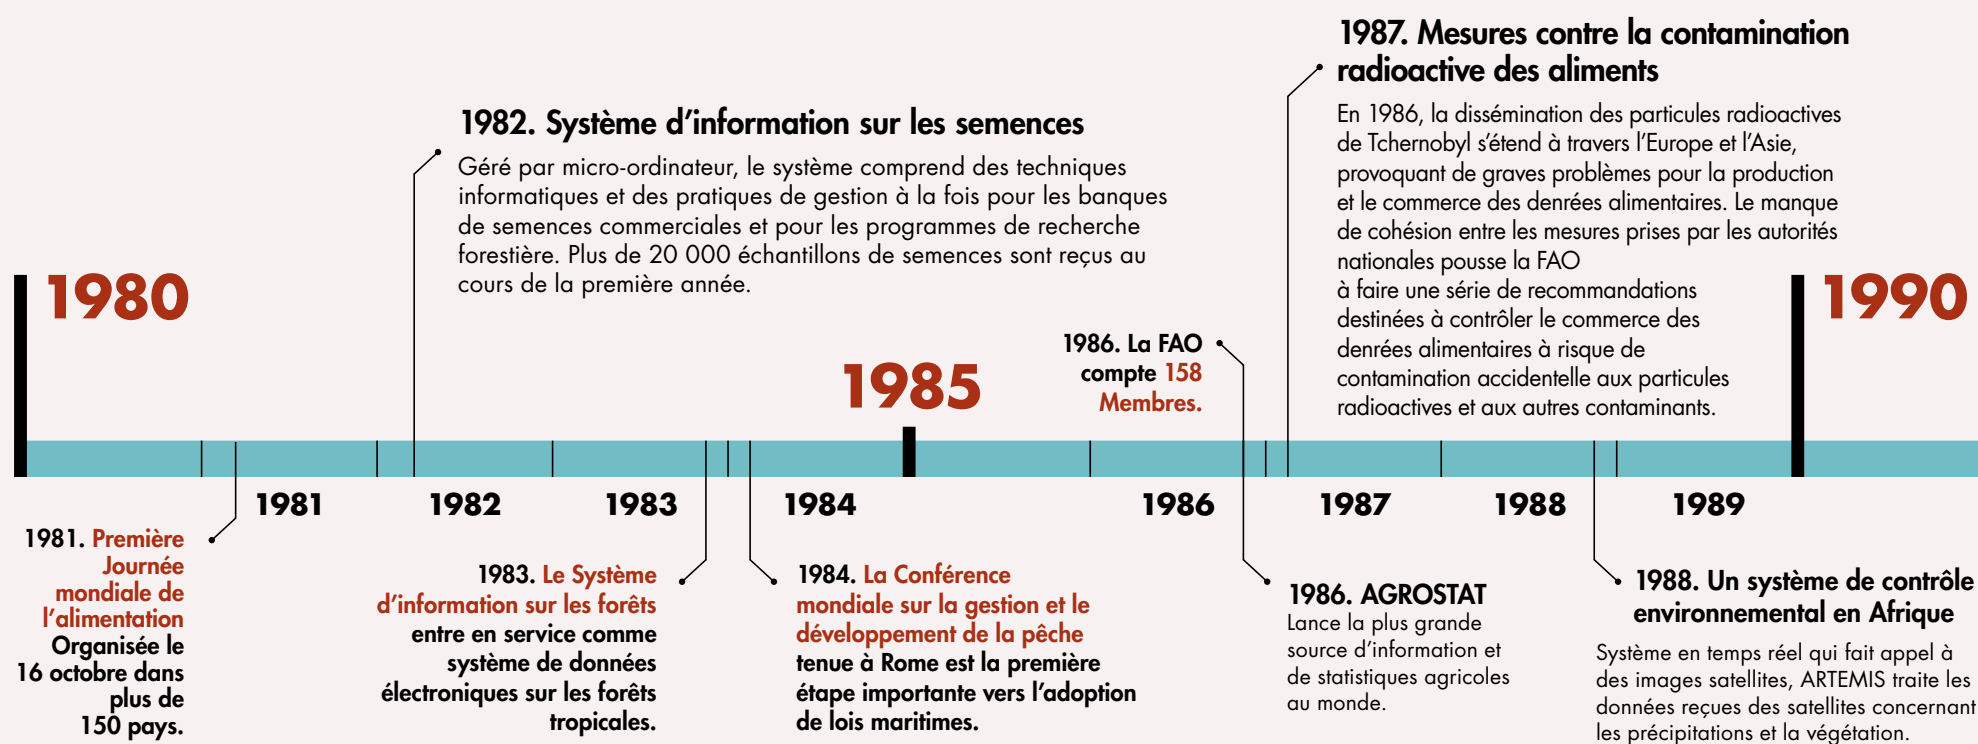 1987. Mesures contre la contamination
radioactive des aliments
En 1986, la dissémination des particules radioactives
de Tchernobyl s'étend à travers l'Europe et l'Asie,
provoquant de graves problèmes pour la production
et le commerce des denrées alimentaires. Le manque
de cohésion entre les mesures prises par les autorités
nationales pousse la FAO
à faire une série de recommandations
destinées à contrôler le commerce des
denrées alimentaires à risque de
contamination accidentelle aux particules
radioactives et aux autres contaminants.
1982. Système d'information sur les semences
Géré par micro-ordinateur, le système comprend des techniques
informatiques et des pratiques de gestion à la fois pour les banques
de semences commerciales et pour les programmes de recherche
forestière. Plus de 20 000 échantillons de semences sont reçus au
cours de la première année.
1980
1985
1986. La FAO
compte 158
Membres.
1990
1981
1982
1983
1984
1986
1987
1988
1989
1981. Première
Journée
mondiale de
l'alimentation
Organisée le
16 octobre dans
plus de
150 pays.
1983. Le Système
d'information sur les forêts
entre en service comme
système de données
électroniques sur les forêts
tropicales.
1984. La Conférence
mondiale sur la gestion et le
développement de la pêche
tenue à Rome est la première
étape importante vers l'adoption
de lois maritimes.
1986. AGROSTAT
Lance la plus grande
source d'information et
de statistiques agricoles
au monde.
1988. Un système de contrôle
environnemental en Afrique
Système en temps réel qui fait appel à
des images satellites, ARTEMIS traite les
données reçues des satellites concernant
les précipitations et la végétation.